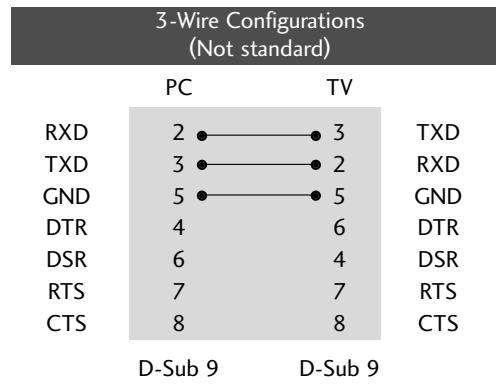 3-Wire Configurations
(Not standard)
PC TV
RXD 2 3 TXD
TXD 3 2 RXD
GND 5 5 GND
DTR 4 6 DTR
DSR 6 4 DSR
RTS 7 7 RTS
CTS 8 8 CTS
D-Sub 9 D-Sub 9